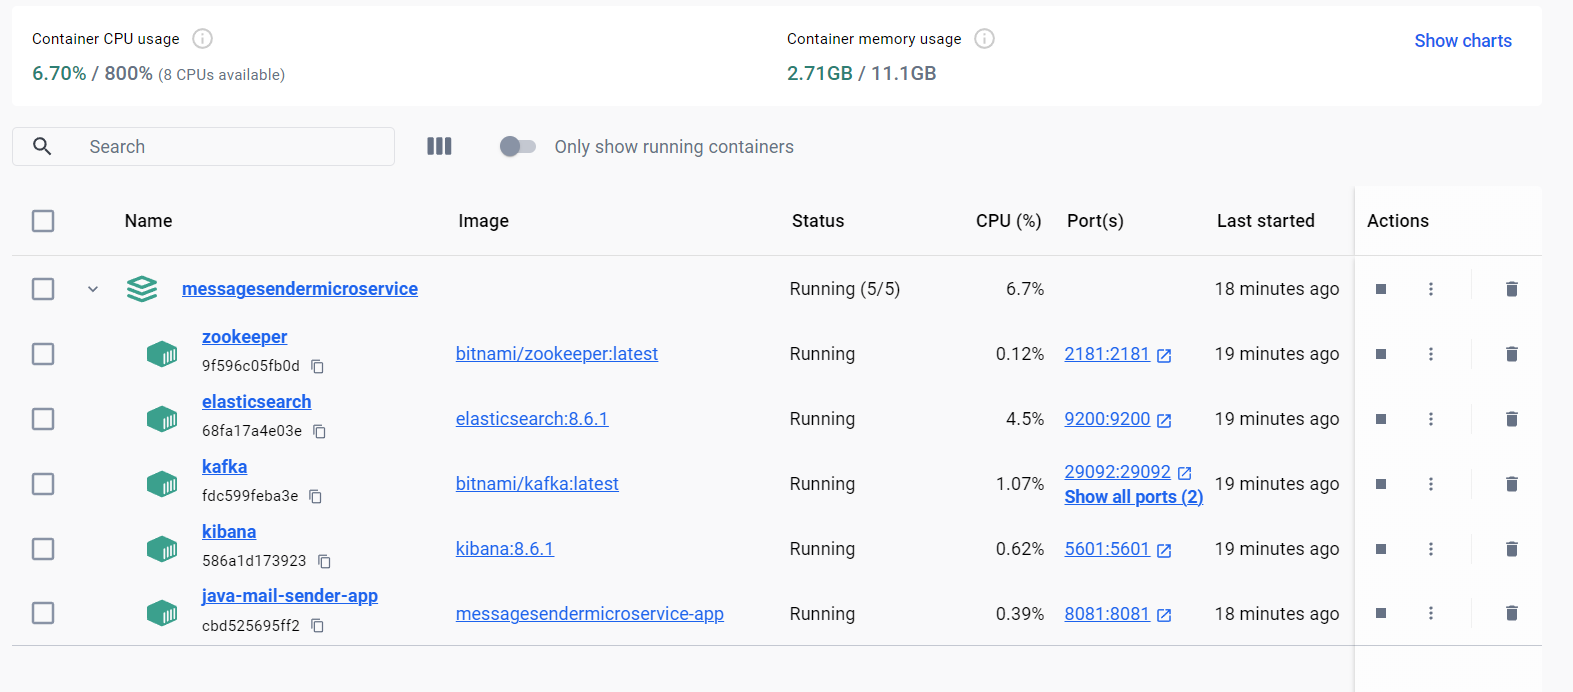 Container CPU usage
6.70% / 800% (8 CPUs available)
Container memory usage
2.71GB / 11.1GB
Show charts
Search
Only show running containers
Name Image Status CPU (%) Port(s) Last started Actions
messagesendermicroservice Running (5/5) 6.7% 18 minutes ago
zookeeper
9f596c05fb0d
bitnami/zookeeper:latest Running 0.12% 2181:2181 19 minutes ago
elasticsearch
68fa17a4e03e
elasticsearch:8.6.1 Running 4.5% 9200:9200 19 minutes ago
kafka
fdc599feba3e
bitnami/kafka:latest Running 1.07% 29092:29092 19 minutes ago
Show all ports (2)
kibana
586a1d173923
kibana:8.6.1 Running 0.62% 5601:5601 19 minutes ago
java-mail-sender-app
cbd525695ff2
messagesendermicroservice-app Running 0.39% 8081:8081 18 minutes ago